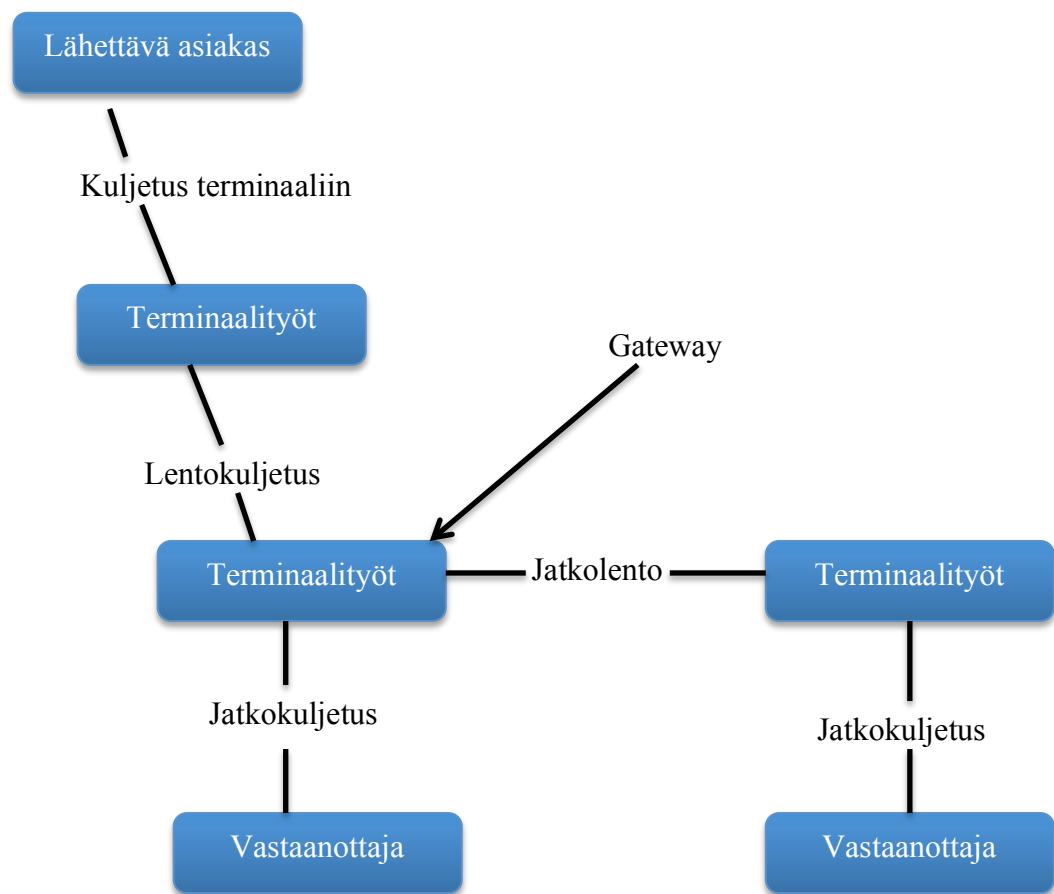 Lähettävä asiakas
Kuljetus terminaaliin
Terminaalityöt
Gateway
Lentokuljetus
Terminaalityöt
Jatkolento
Terminaalityöt
Jatkokuljetus
Jatkokuljetus
Vastaanottaja
Vastaanottaja